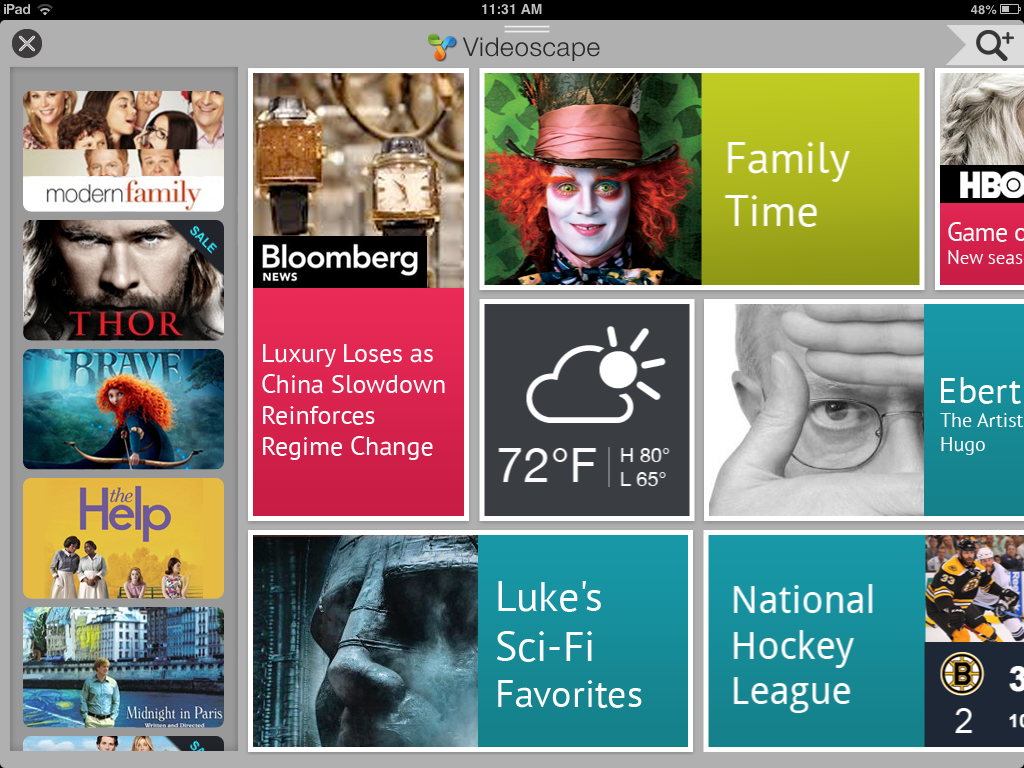 iPad
11:31 AM
48%
Videoscape
modernfamily
SALE
THOR
BRAVE
the
Help
Midnight in Paris
Written and Directed
Bloomberg
NEWS
Luxury Loses as
China Slowdown
Reinforces
Regime Change
Family
Time
HBO
Game o
New seas
72°F
H 80°
L 65°
Ebert
The Artist
Hugo
Luke's
Sci-Fi
Favorites
National
Hockey
League
33
B
2
3
10
SA